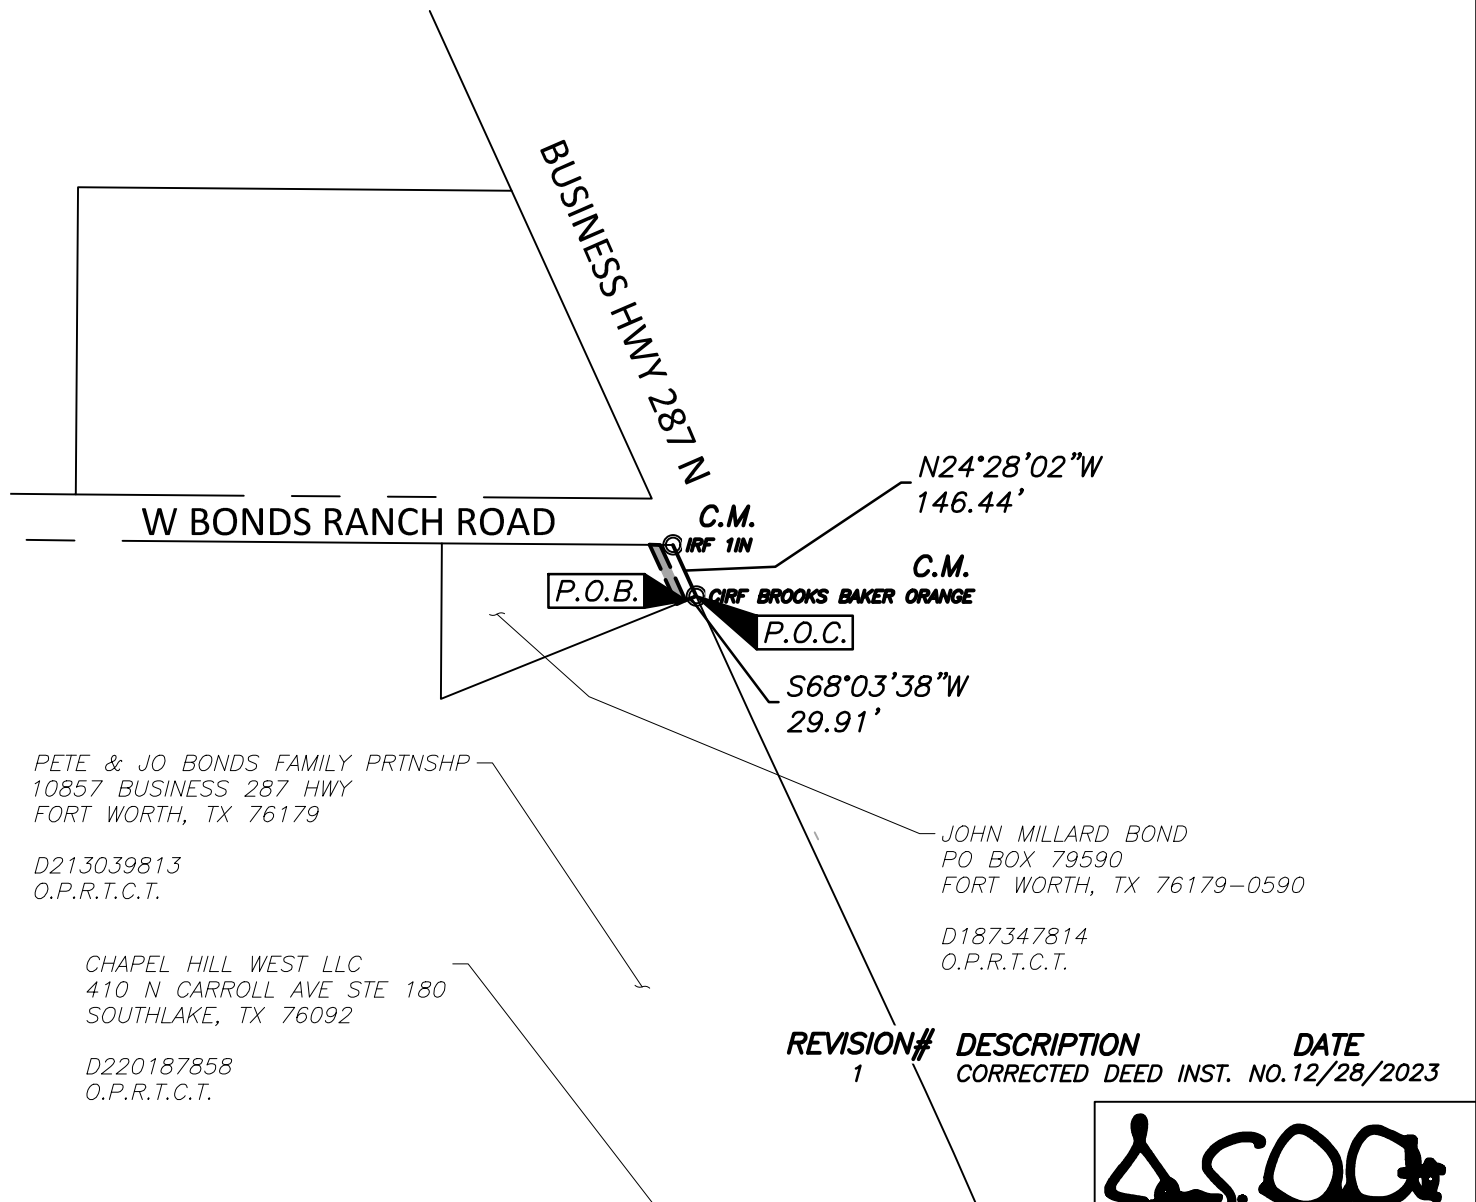 BUSINESS HWY 287 N
N24°28'02"W
146.44'
W BONDS RANCH ROAD
C.M.
IRF 1IN
C.M.
P.O.B.
CIRF BROOKS BAKER ORANGE
P.O.C.
S68°03'38"W
29.91'
PETE & JO BONDS FAMILY PRTNSHP
10857 BUSINESS 287 HWY
FORT WORTH, TX 76179
D213039813
O.P.R.T.C.T.
JOHN MILLARD BOND
PO BOX 79590
FORT WORTH, TX 76179-0590
D187347814
O.P.R.T.C.T.
CHAPEL HILL WEST LLC
410 N CARROLL AVE STE 180
SOUTHLAKE, TX 76092
D220187858
O.P.R.T.C.T.
REVISION# DESCRIPTION DATE
1 CORRECTED DEED INST. NO. 12/28/2023